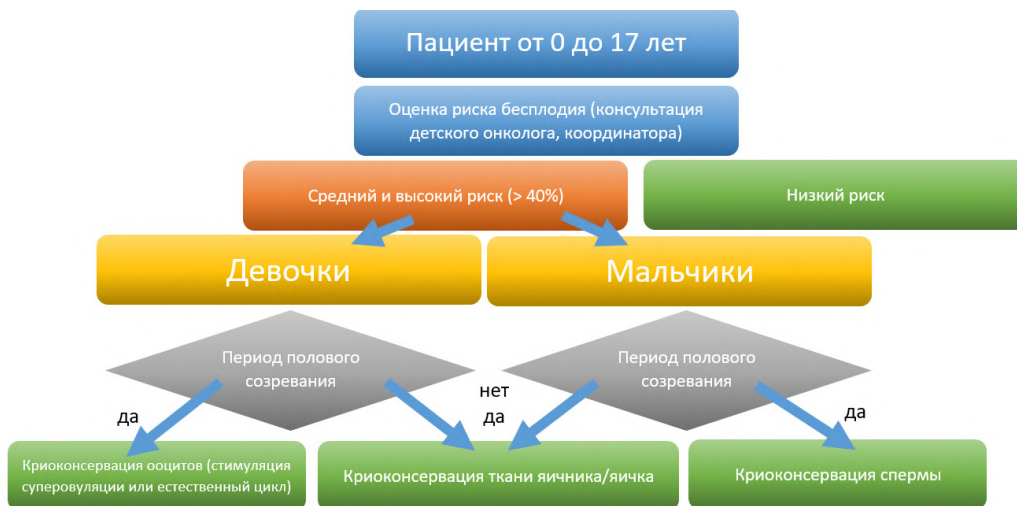 Пациент от 0 до 17 лет
Оценка риска бесплодия (консультация
детского онколога, координатора)
Средний и высокий риск (> 40%)
Низкий риск
Девочки
Мальчики
Период полового
созревания
Период полового
созревания
да
нет
да
да
Криоконсервация ооцитов (стимуляция
суперовуляции или естественный цикл)
Криоконсервация ткани яичника/яичка
Криоконсервация спермы